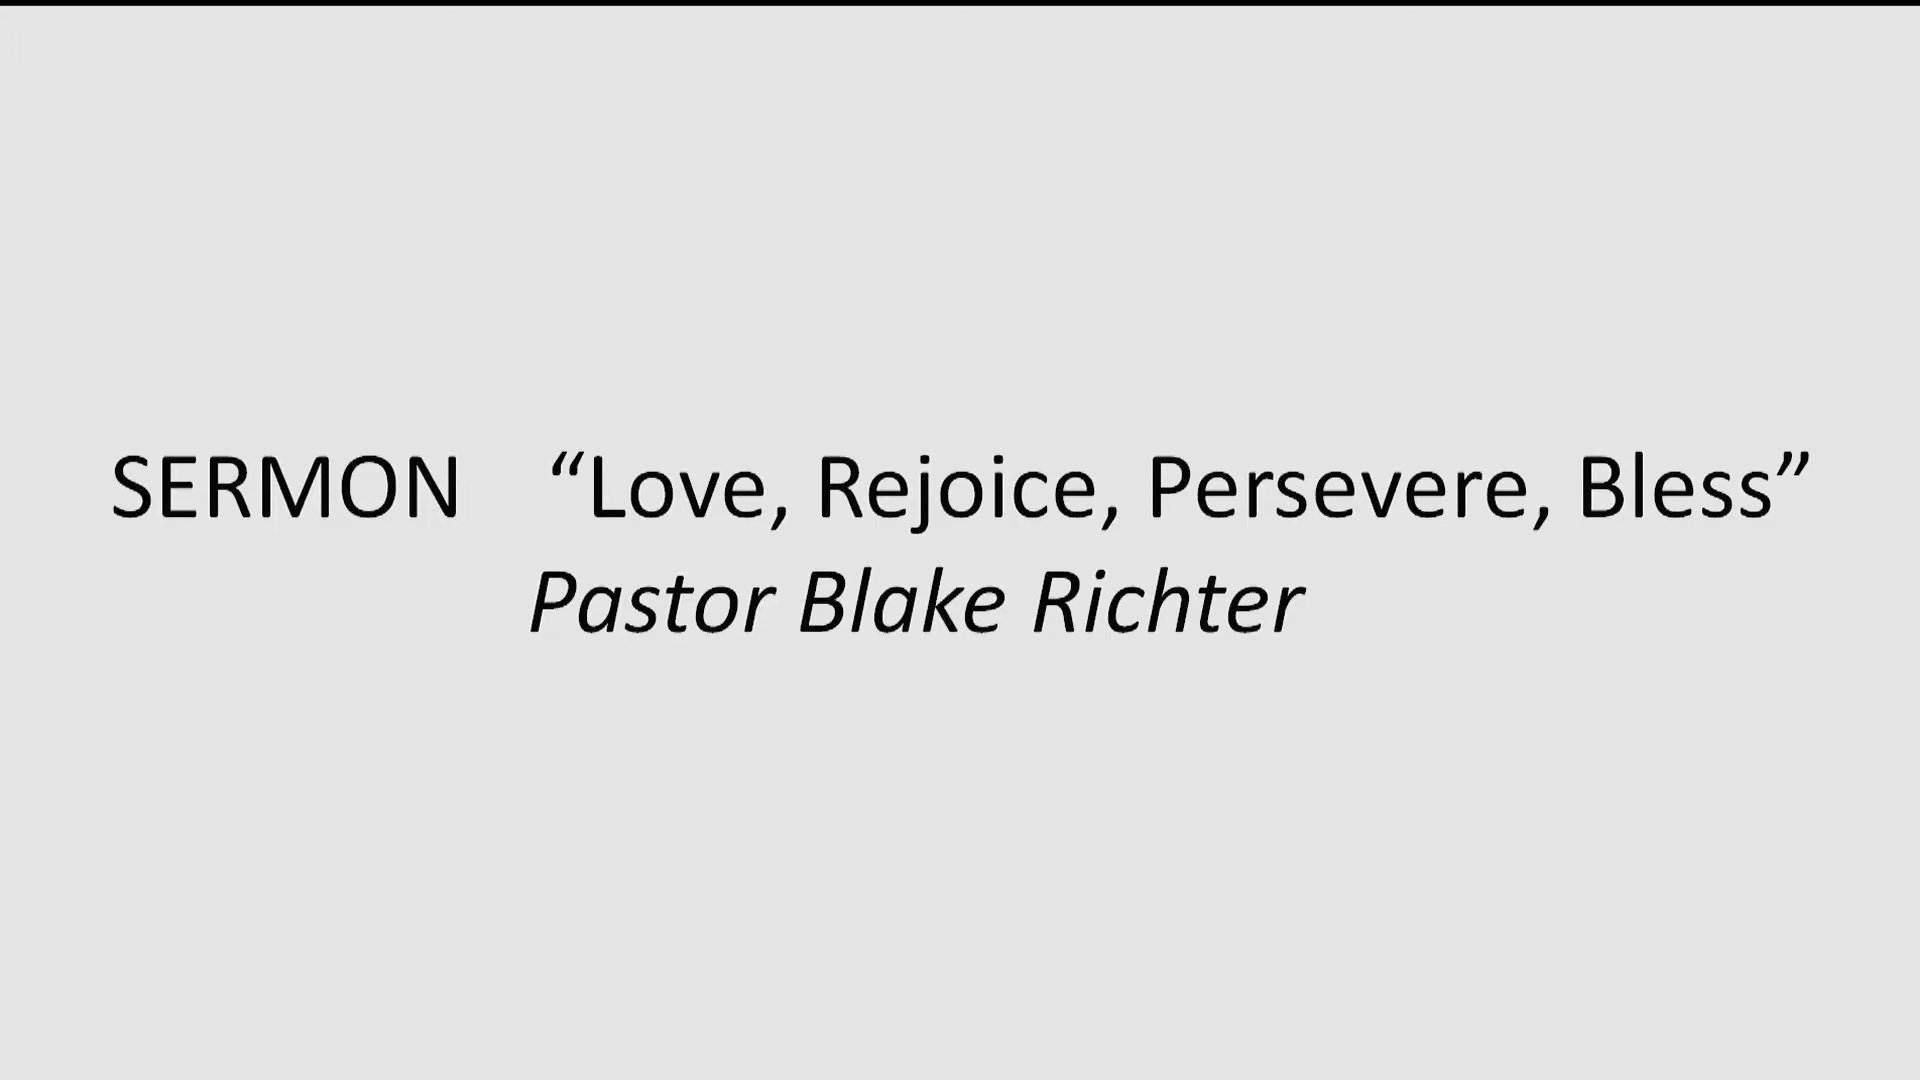 SERMON “Love, Rejoice, Persevere, Bless”
Pastor Blake Richter